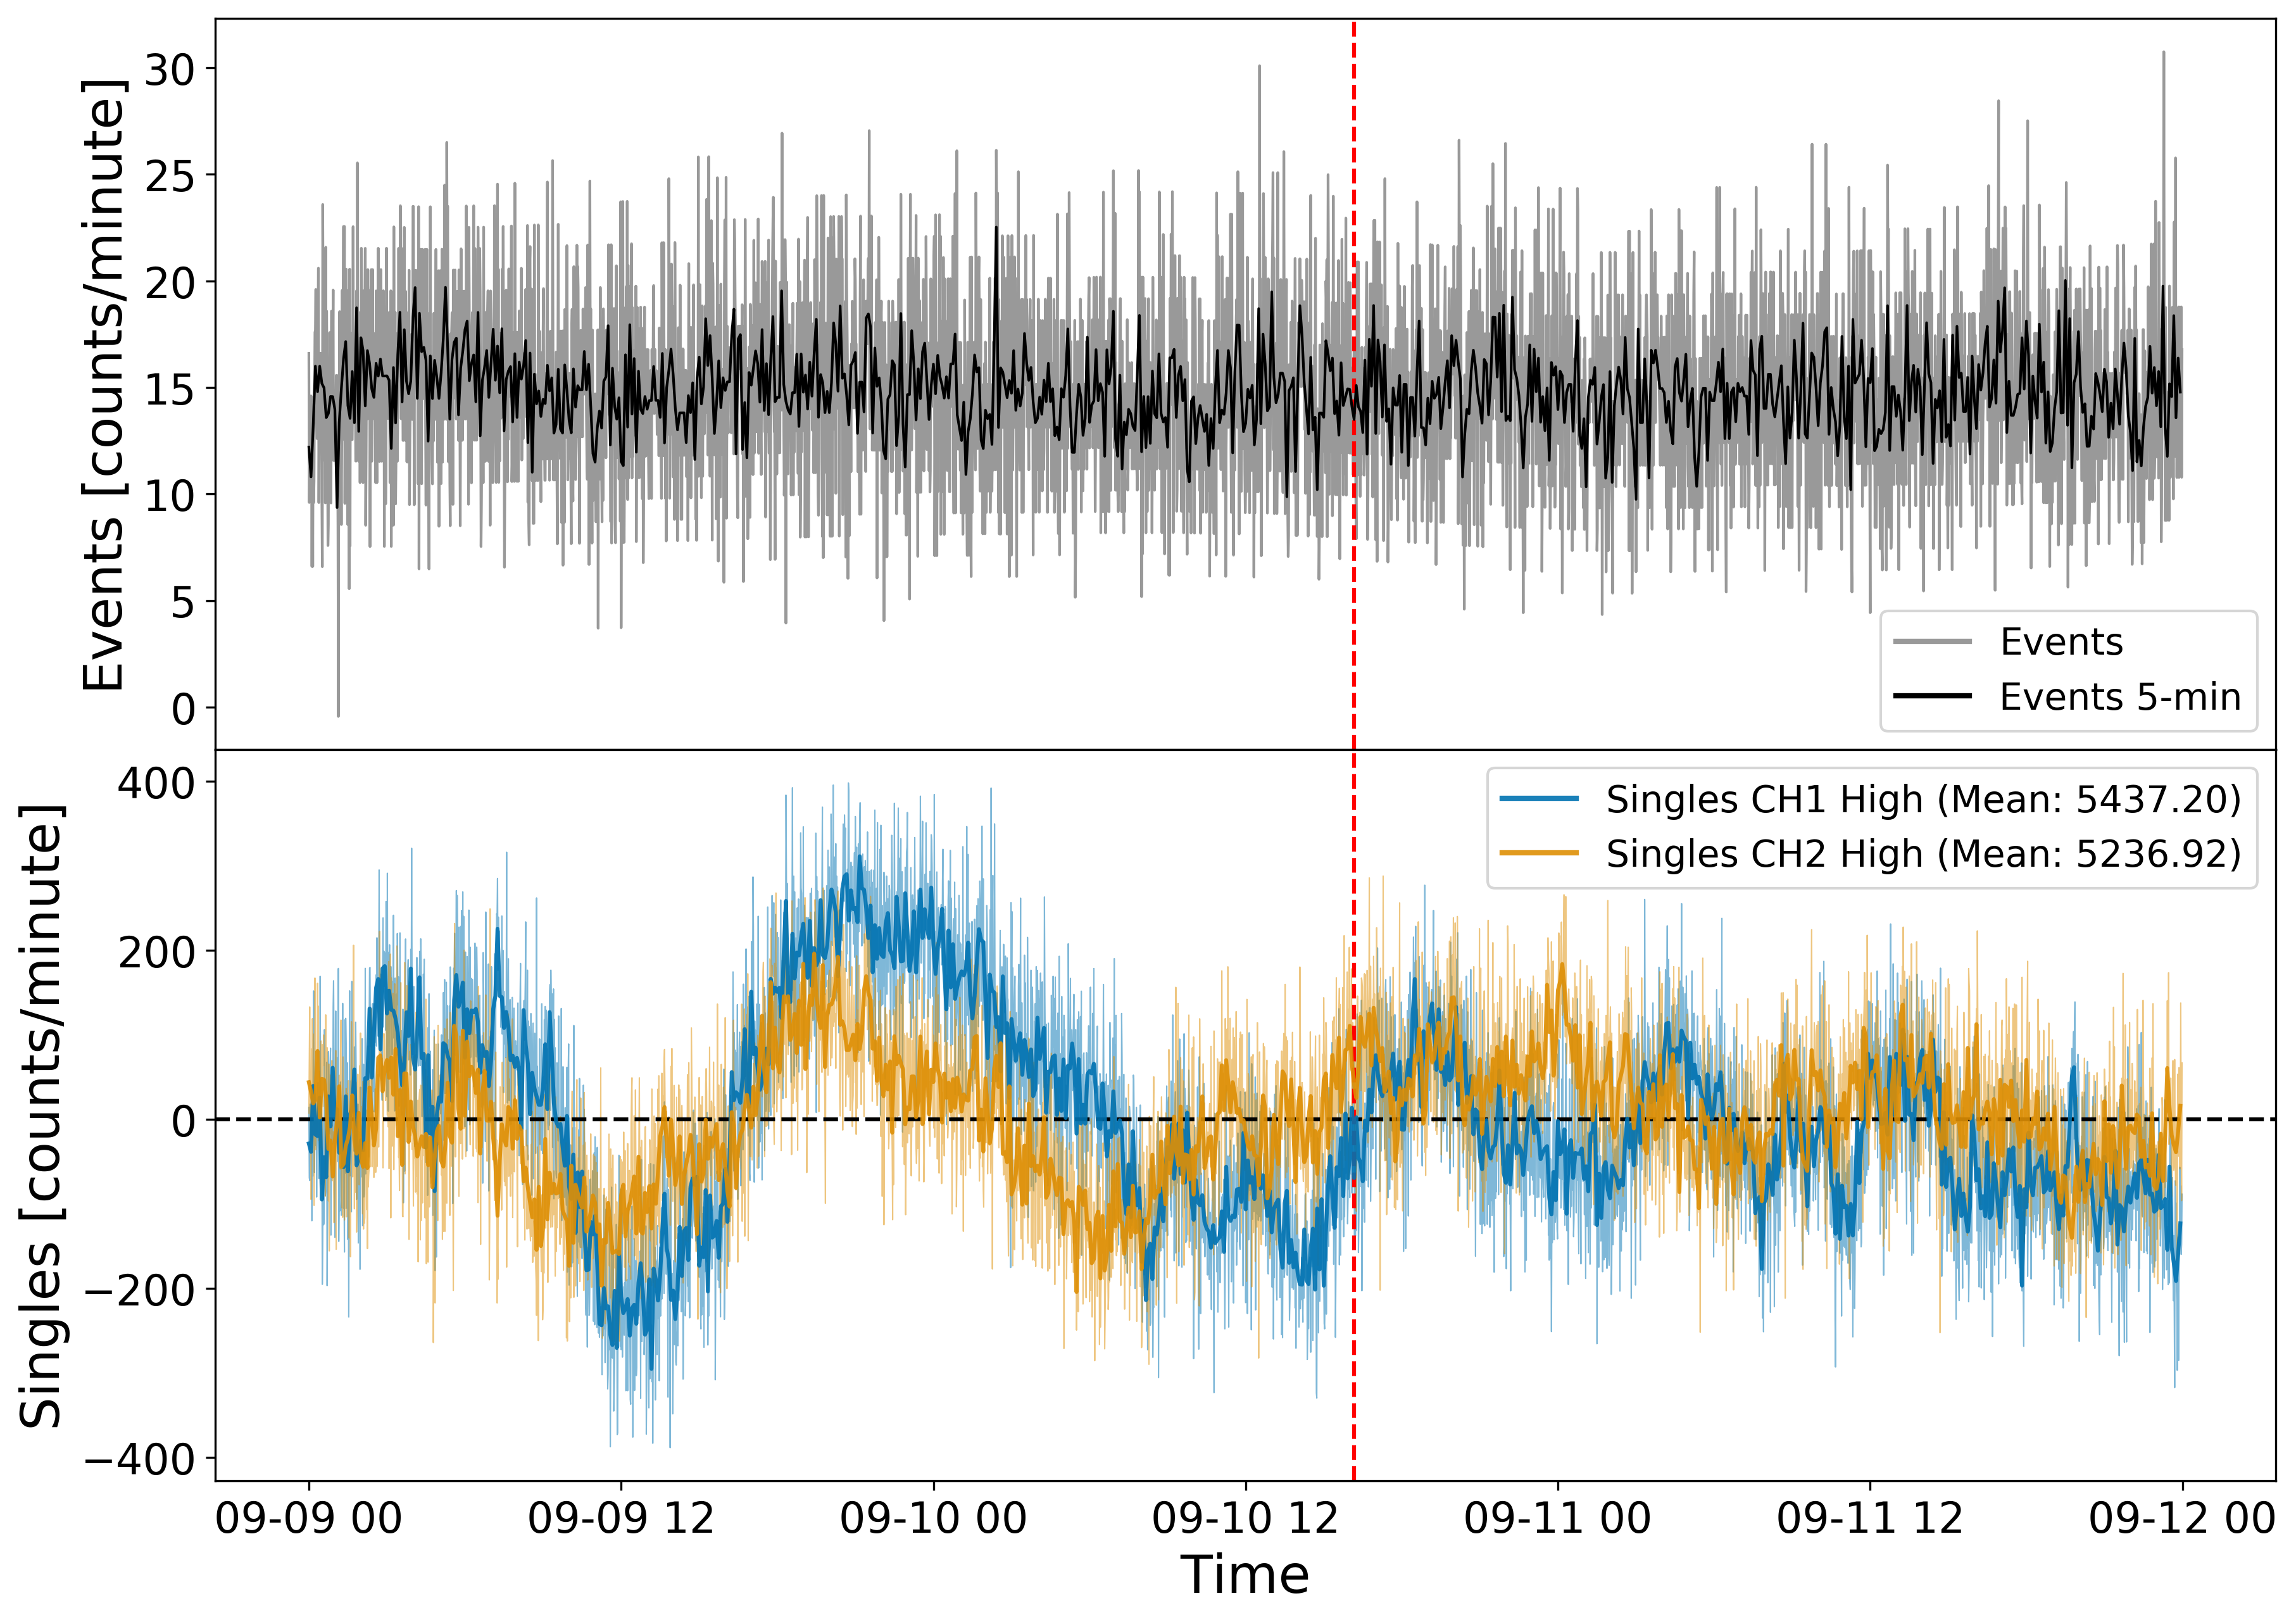 Events [counts/minute]
30
25
20
15
10
5
0
Events
Events 5-min
Singles [counts/minute]
400
200
0
−200
−400
Singles CH1 High (Mean: 5437.20)
Singles CH2 High (Mean: 5236.92)
09-09 00
09-09 12
09-10 00
09-10 12
09-11 00
09-11 12
09-12 00
Time